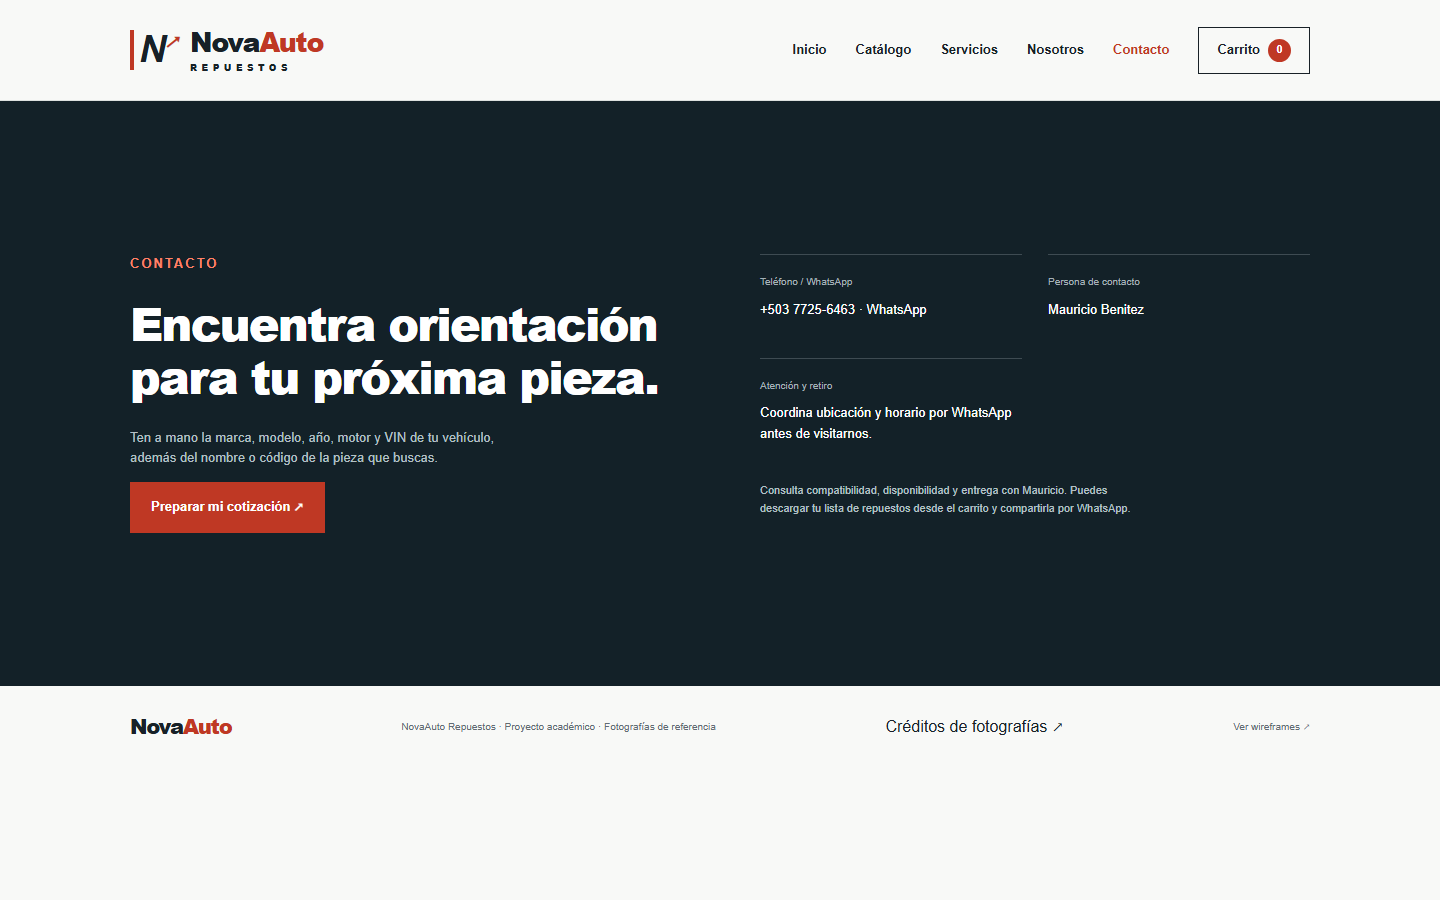 N↗ NovaAuto
REPUESTOS
Inicio
Catálogo
Servicios
Nosotros
Contacto
Carrito 0
CONTACTO
Encuentra orientación
para tu próxima pieza.
Ten a mano la marca, modelo, año, motor y VIN de tu vehículo,
además del nombre o código de la pieza que buscas.
Preparar mi cotización ↗
Teléfono / WhatsApp
+503 7725-6463 · WhatsApp
Persona de contacto
Mauricio Benitez
Atención y retiro
Coordina ubicación y horario por WhatsApp
antes de visitarnos.
Consulta compatibilidad, disponibilidad y entrega con Mauricio. Puedes
descargar tu lista de repuestos desde el carrito y compartirla por WhatsApp.
NovaAuto
NovaAuto Repuestos · Proyecto académico · Fotografías de referencia
Créditos de fotografías ↗
Ver wireframes ↗